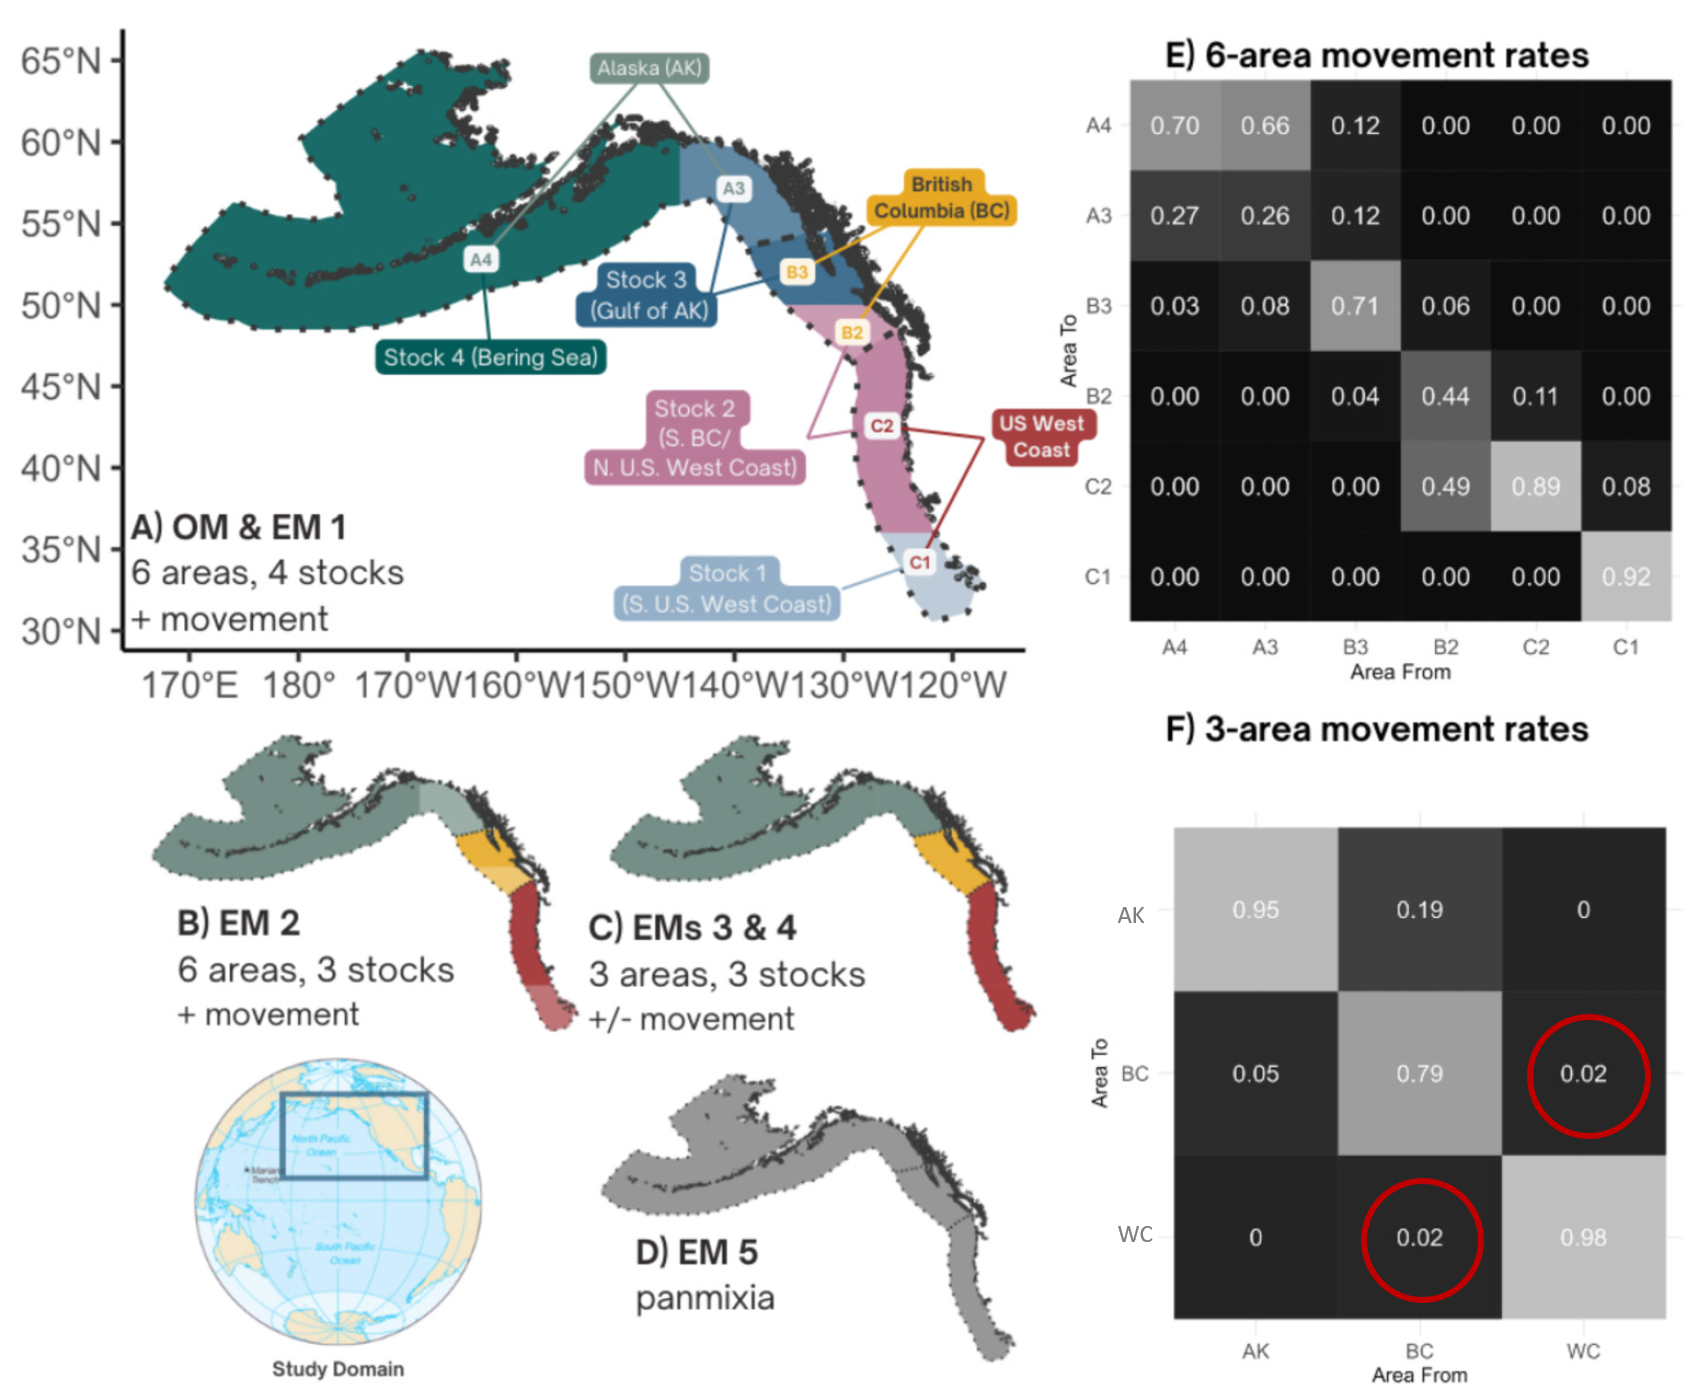 65°N
60°N
55°N
50°N
45°N
40°N
35°N
30°N
170°E 180° 170°W 160°W 150°W 140°W 130°W 120°W
Alaska (AK)
A3
British
Columbia (BC)
A4
B3
Stock 3
(Gulf of AK)
B2
Stock 4 (Bering Sea)
Stock 2
(S. BC/
N. U.S. West Coast)
C2
US West
Coast
C1
Stock 1
(S. U.S. West Coast)
A) OM & EM 1
6 areas, 4 stocks
+ movement
E) 6-area movement rates
A4 0.70 0.66 0.12 0.00 0.00 0.00
A3 0.27 0.26 0.12 0.00 0.00 0.00
B3 0.03 0.08 0.71 0.06 0.00 0.00
B2 0.00 0.00 0.04 0.44 0.11 0.00
C2 0.00 0.00 0.00 0.49 0.89 0.08
C1 0.00 0.00 0.00 0.00 0.00 0.92
A4 A3 B3 B2 C2 C1
Area To
Area From
B) EM 2
6 areas, 3 stocks
+ movement
C) EMs 3 & 4
3 areas, 3 stocks
+/- movement
North Pacific
Ocean
Marian
Trench
South Pacific
Ocean
Study Domain
D) EM 5
panmixia
F) 3-area movement rates
AK 0.95 0.19 0
BC 0.05 0.79 0.02
WC 0 0.02 0.98
AK BC WC
Area To
Area From